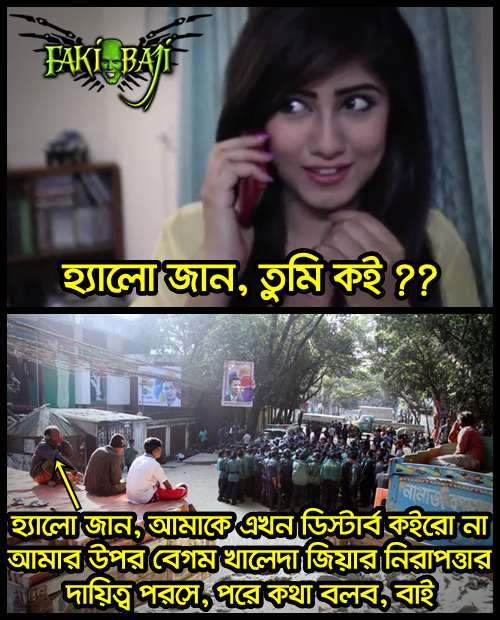 FAKIBAJI
হ্যালো জান, তুমি কই ??
হ্যালো জান, আমাকে এখন ডিস্টার্ব কইরো না
আমার উপর বেগম খালেদা জিয়ার নিরাপত্তার
দায়িত্ব পরসে, পরে কথা বলব, বাই